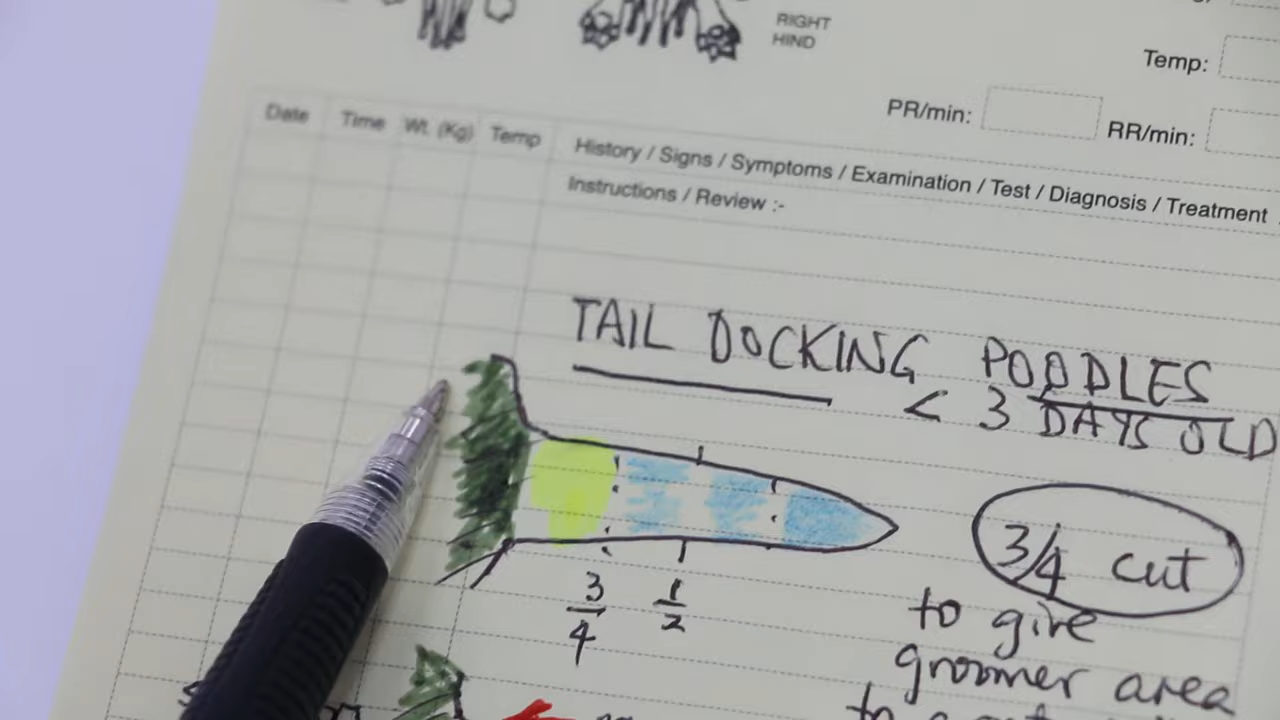 RIGHT
HIND
Temp:
PR/min:
RR/min:
Date Time Wt. (Kg) Temp History / Signs / Symptoms / Examination / Test / Diagnosis / Treatment
Instructions / Review :-
TAIL DOCKING POODLES
< 3 DAYS OLD
3/4 cut
to give
groomer area
3/4 1/2
to